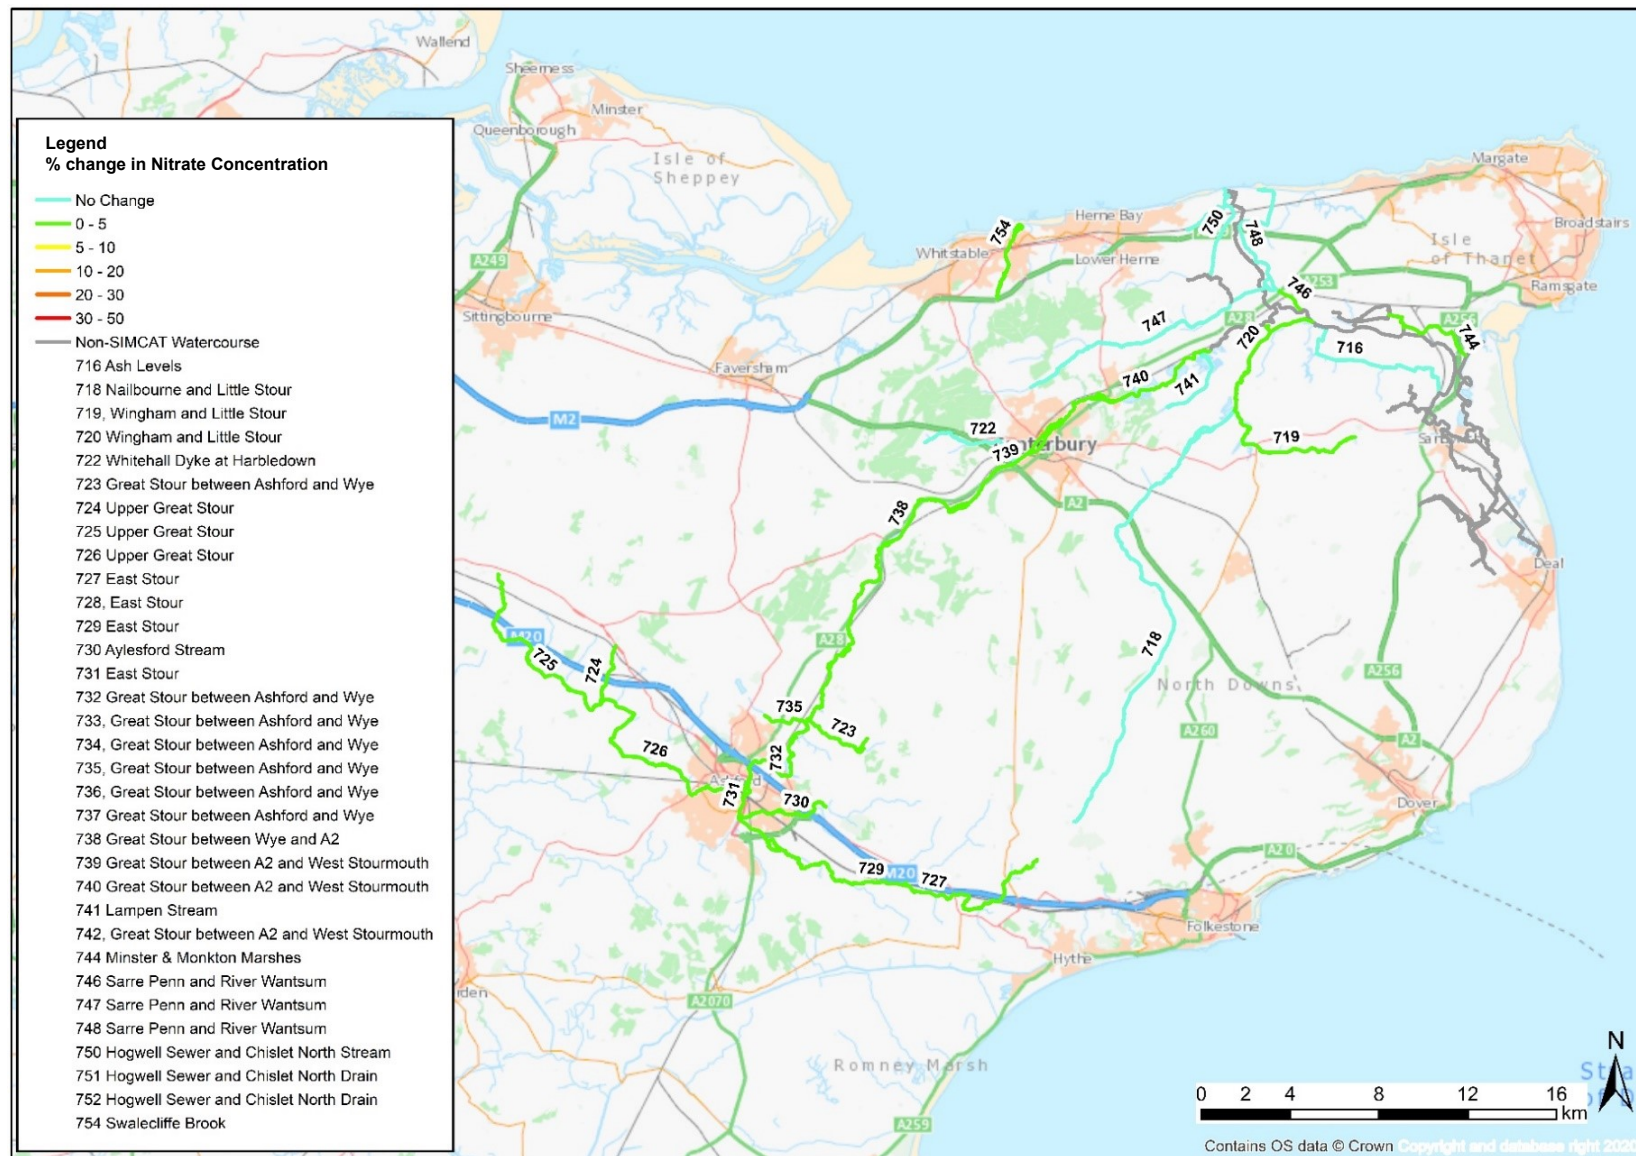 Legend
% change in Nitrate Concentration
No Change
0 - 5
5 - 10
10 - 20
20 - 30
30 - 50
Non-SIMCAT Watercourse
716 Ash Levels
718 Nailbourne and Little Stour
719, Wingham and Little Stour
720 Wingham and Little Stour
722 Whitehall Dyke at Harbledown
723 Great Stour between Ashford and Wye
724 Upper Great Stour
725 Upper Great Stour
726 Upper Great Stour
727 East Stour
728, East Stour
729 East Stour
730 Aylesford Stream
731 East Stour
732 Great Stour between Ashford and Wye
733, Great Stour between Ashford and Wye
734, Great Stour between Ashford and Wye
735, Great Stour between Ashford and Wye
736, Great Stour between Ashford and Wye
737 Great Stour between Ashford and Wye
738 Great Stour between Wye and A2
739 Great Stour between A2 and West Stourmouth
740 Great Stour between A2 and West Stourmouth
741 Lampen Stream
742, Great Stour between A2 and West Stourmouth
744 Minster & Monkton Marshes
746 Sarre Penn and River Wantsum
747 Sarre Penn and River Wantsum
748 Sarre Penn and River Wantsum
750 Hogwell Sewer and Chislet North Stream
751 Hogwell Sewer and Chislet North Drain
752 Hogwell Sewer and Chislet North Drain
754 Swalecliffe Brook
Wallend
Sheerness
Minster
Queenborough
Isle of
Sheppey
Margate
Broadstairs
Isle
of Thanet
Ramsgate
Herne Bay
Lower Herne
Whitstable
754
750
748
A249
A253
746
Sittingbourne
747
A28
720
A256
744
716
Faversham
740
741
M2
722
739
719
A2
738
Deal
M20
A28
725
724
718
North Downs
A256
735
723
A260
A2
726
732
Ashford
731
730
Dover
A20
729
M20
727
Folkestone
Hythe
A2070
Romney Marsh
A259
N
0 2 4 8 12 16
km
Contains OS data © Crown Copyright and database right 2020